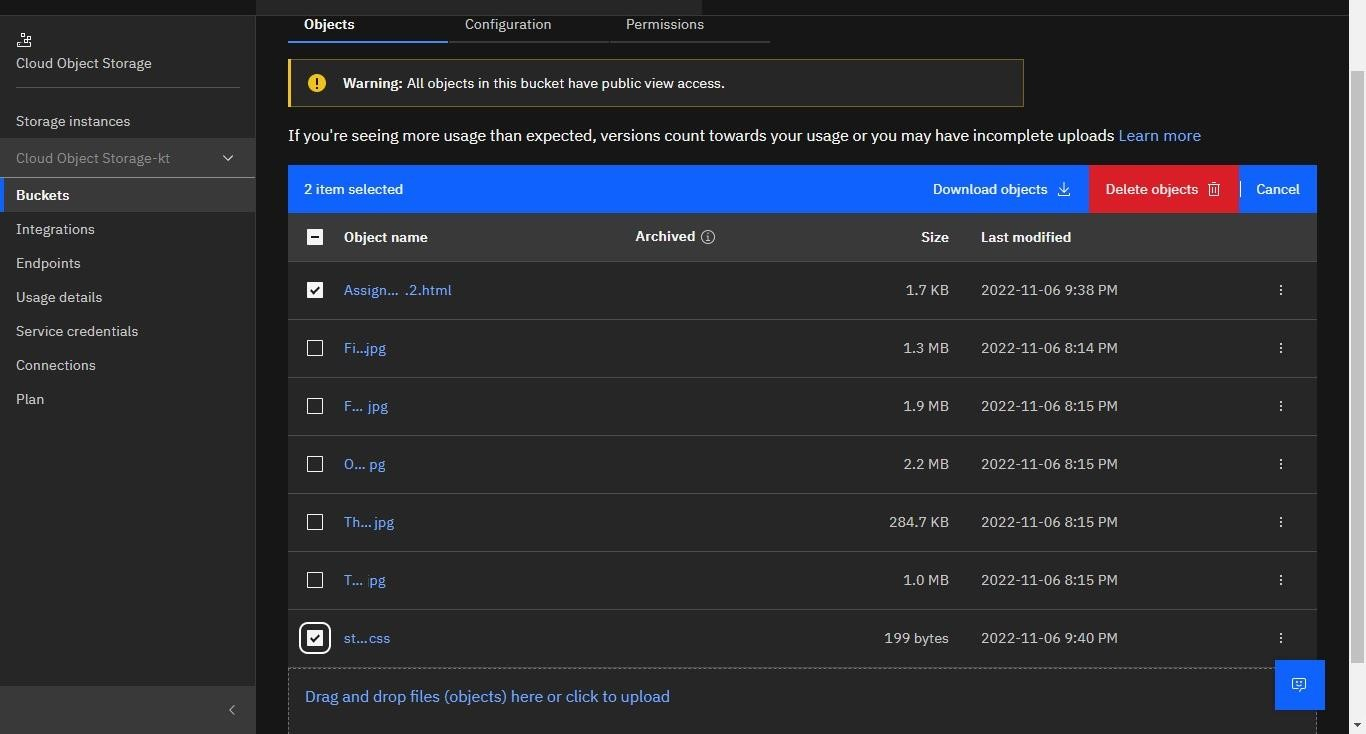 Objects
Configuration
Permissions
Cloud Object Storage
Warning: All objects in this bucket have public view access.
Storage instances
If you're seeing more usage than expected, versions count towards your usage or you may have incomplete uploads Learn more
Cloud Object Storage-kt
Buckets
Integrations
Endpoints
Usage details
Service credentials
Connections
Plan
2 item selected
Download objects
Delete objects
Cancel
Object name
Archived
Size
Last modified
Assign... .2.html 1.7 KB 2022-11-06 9:38 PM
Fi...jpg 1.3 MB 2022-11-06 8:14 PM
F... jpg 1.9 MB 2022-11-06 8:15 PM
O... pg 2.2 MB 2022-11-06 8:15 PM
Th... jpg 284.7 KB 2022-11-06 8:15 PM
T... jpg 1.0 MB 2022-11-06 8:15 PM
st...css 199 bytes 2022-11-06 9:40 PM
Drag and drop files (objects) here or click to upload